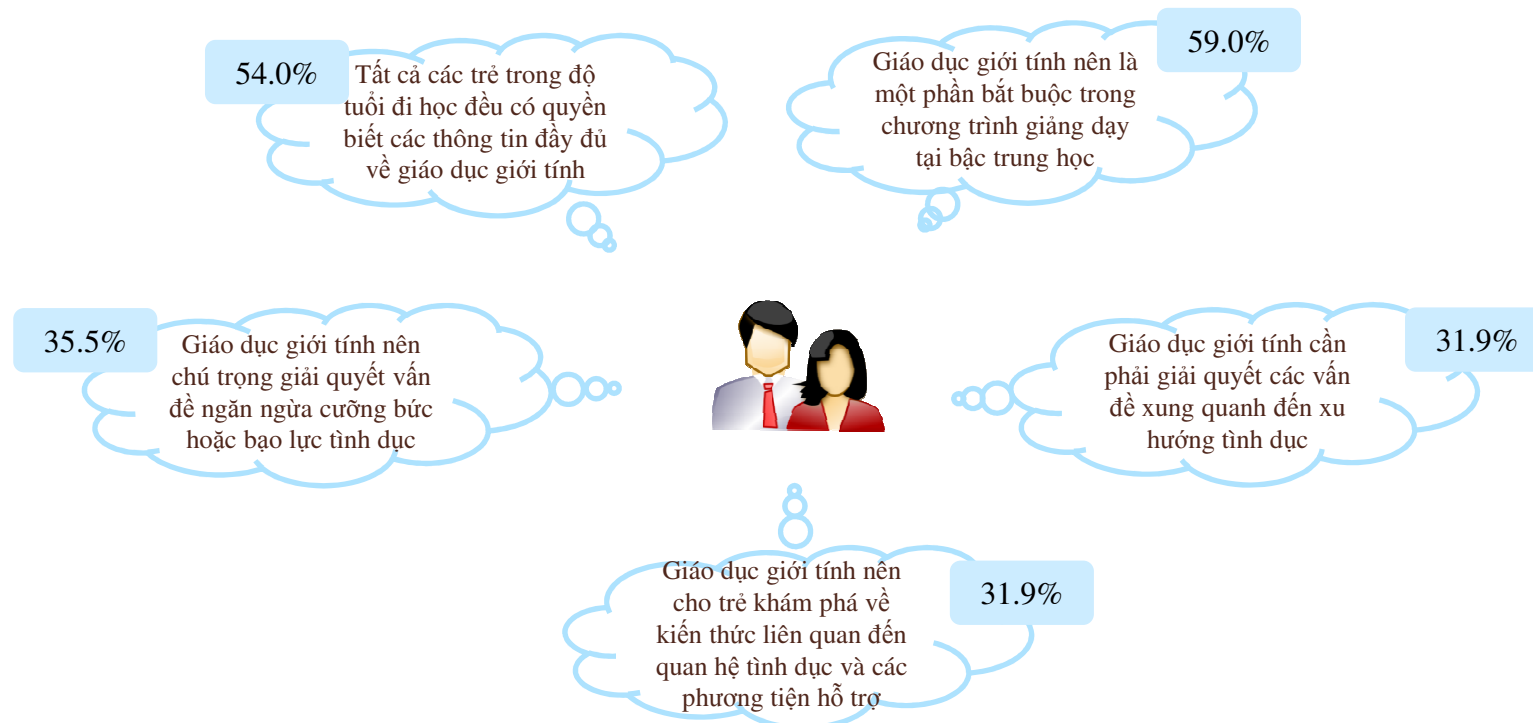 54.0%
Tất cả các trẻ trong độ
tuổi đi học đều có quyền
biết các thông tin đầy đủ
về giáo dục giới tính
59.0%
Giáo dục giới tính nên là
một phần bắt buộc trong
chương trình giảng dạy
tại bậc trung học
35.5%
Giáo dục giới tính nên
chú trọng giải quyết vấn
đề ngăn ngừa cưỡng bức
hoặc bạo lực tình dục
31.9%
Giáo dục giới tính cần
phải giải quyết các vấn
đề xung quanh đến xu
hướng tình dục
31.9%
Giáo dục giới tính nên
cho trẻ khám phá về
kiến thức liên quan đến
quan hệ tình dục và các
phương tiện hỗ trợ